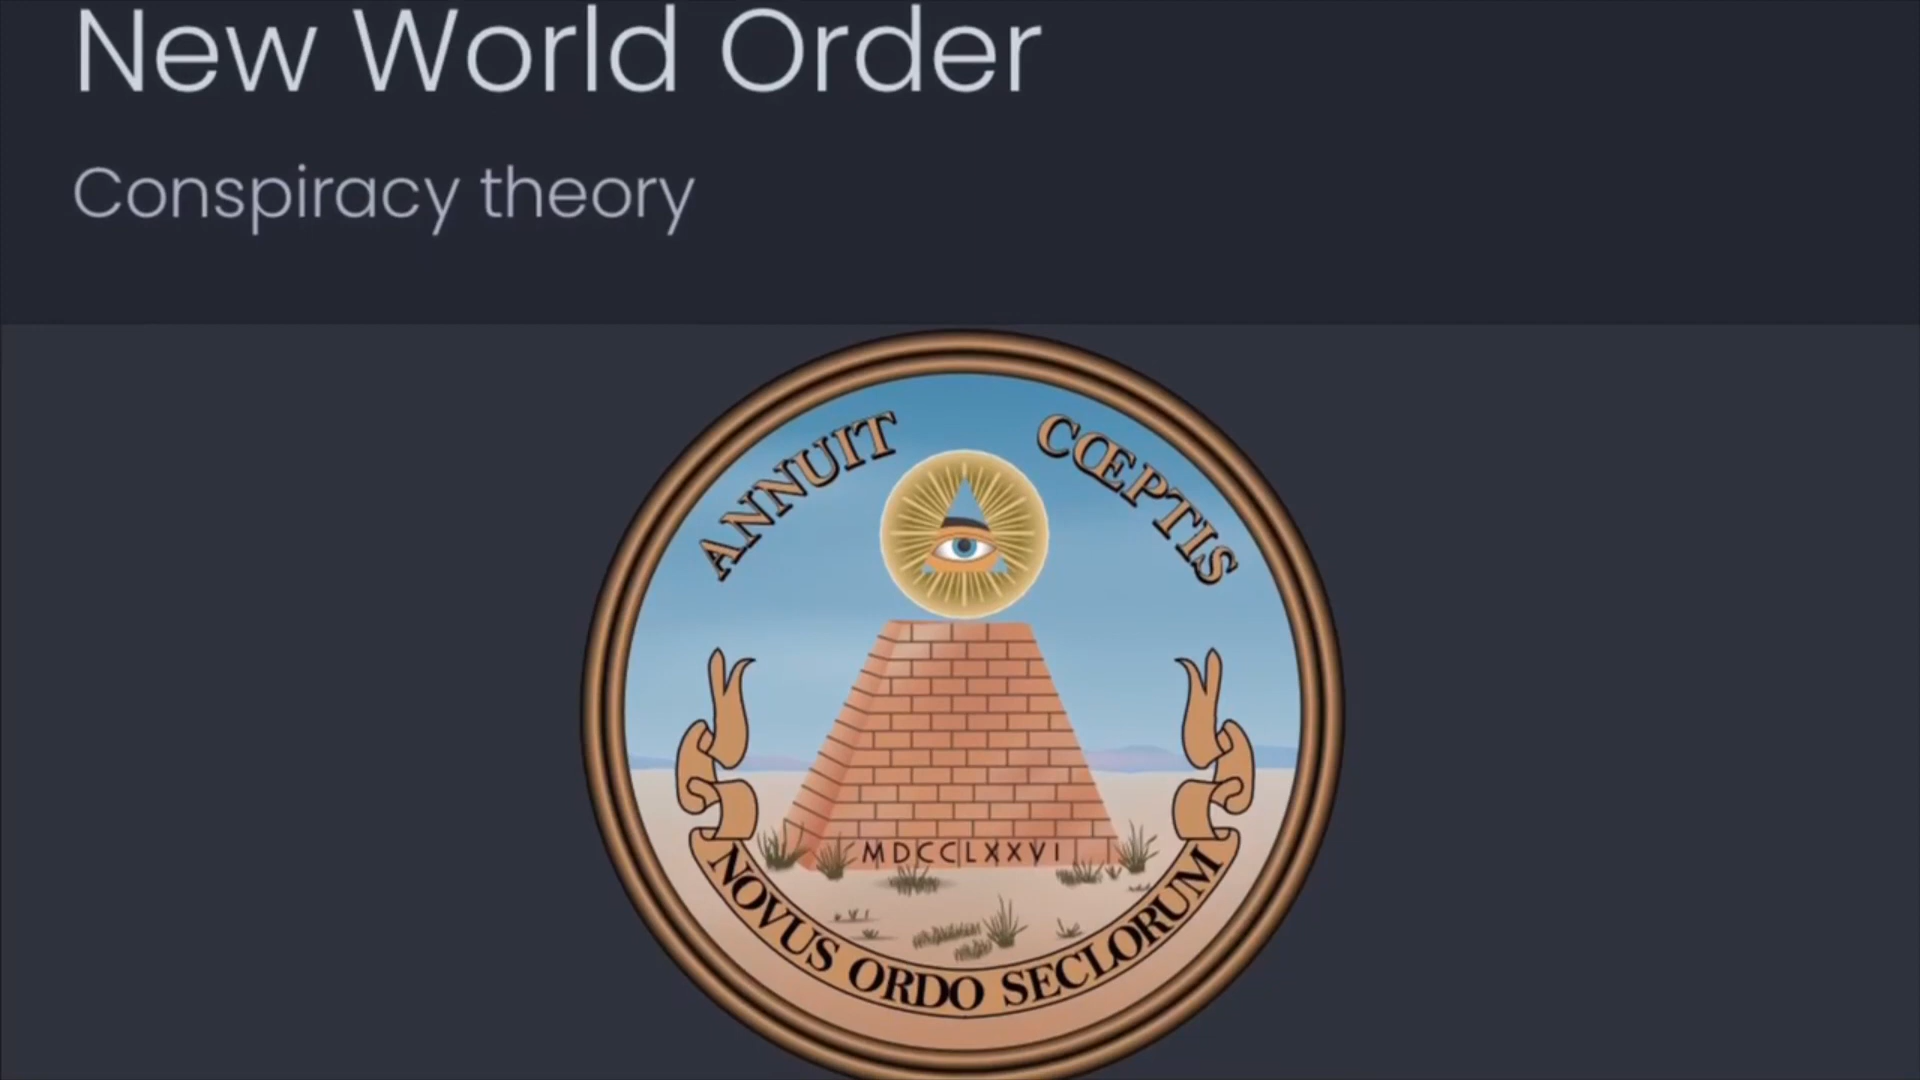 New World Order
Conspiracy theory
ANNUIT CŒPTIS
MDCCLXXVI
NOVUS ORDO SECLORUM